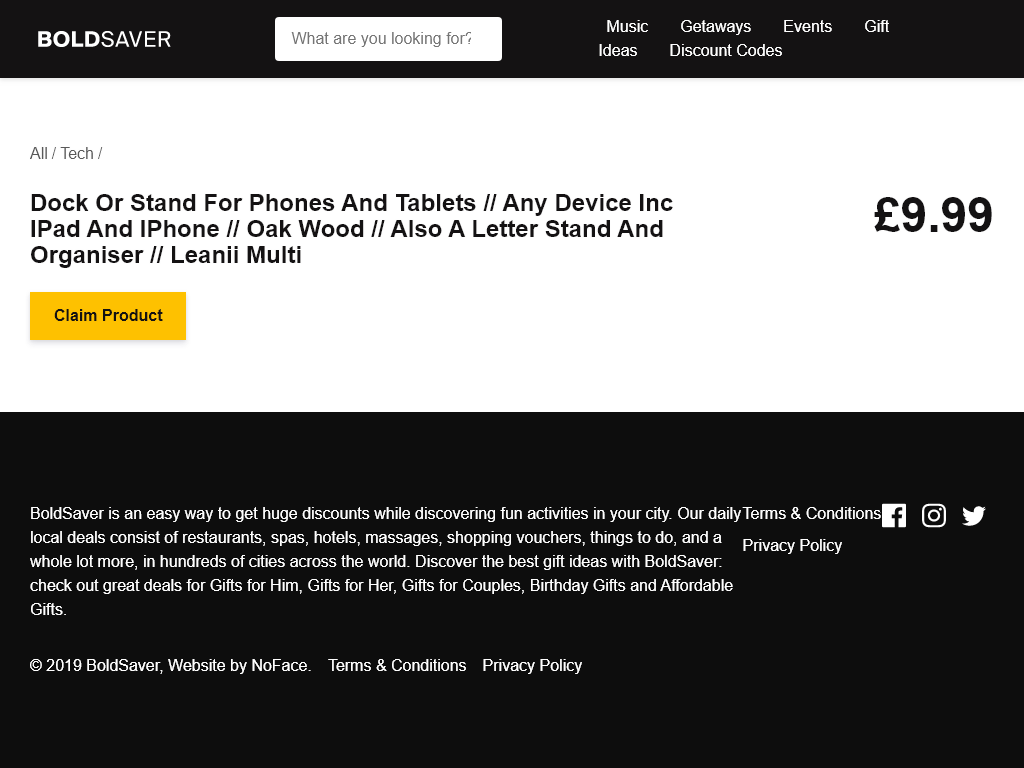 BOLDSAVER
What are you looking for?
Music Getaways Events Gift
Ideas Discount Codes
All / Tech /
Dock Or Stand For Phones And Tablets // Any Device Inc
IPad And IPhone // Oak Wood // Also A Letter Stand And
Organiser // Leanii Multi
£9.99
Claim Product
BoldSaver is an easy way to get huge discounts while discovering fun activities in your city. Our daily
local deals consist of restaurants, spas, hotels, massages, shopping vouchers, things to do, and a
whole lot more, in hundreds of cities across the world. Discover the best gift ideas with BoldSaver:
check out great deals for Gifts for Him, Gifts for Her, Gifts for Couples, Birthday Gifts and Affordable
Gifts.
Terms & Conditions
Privacy Policy
© 2019 BoldSaver, Website by NoFace. Terms & Conditions Privacy Policy